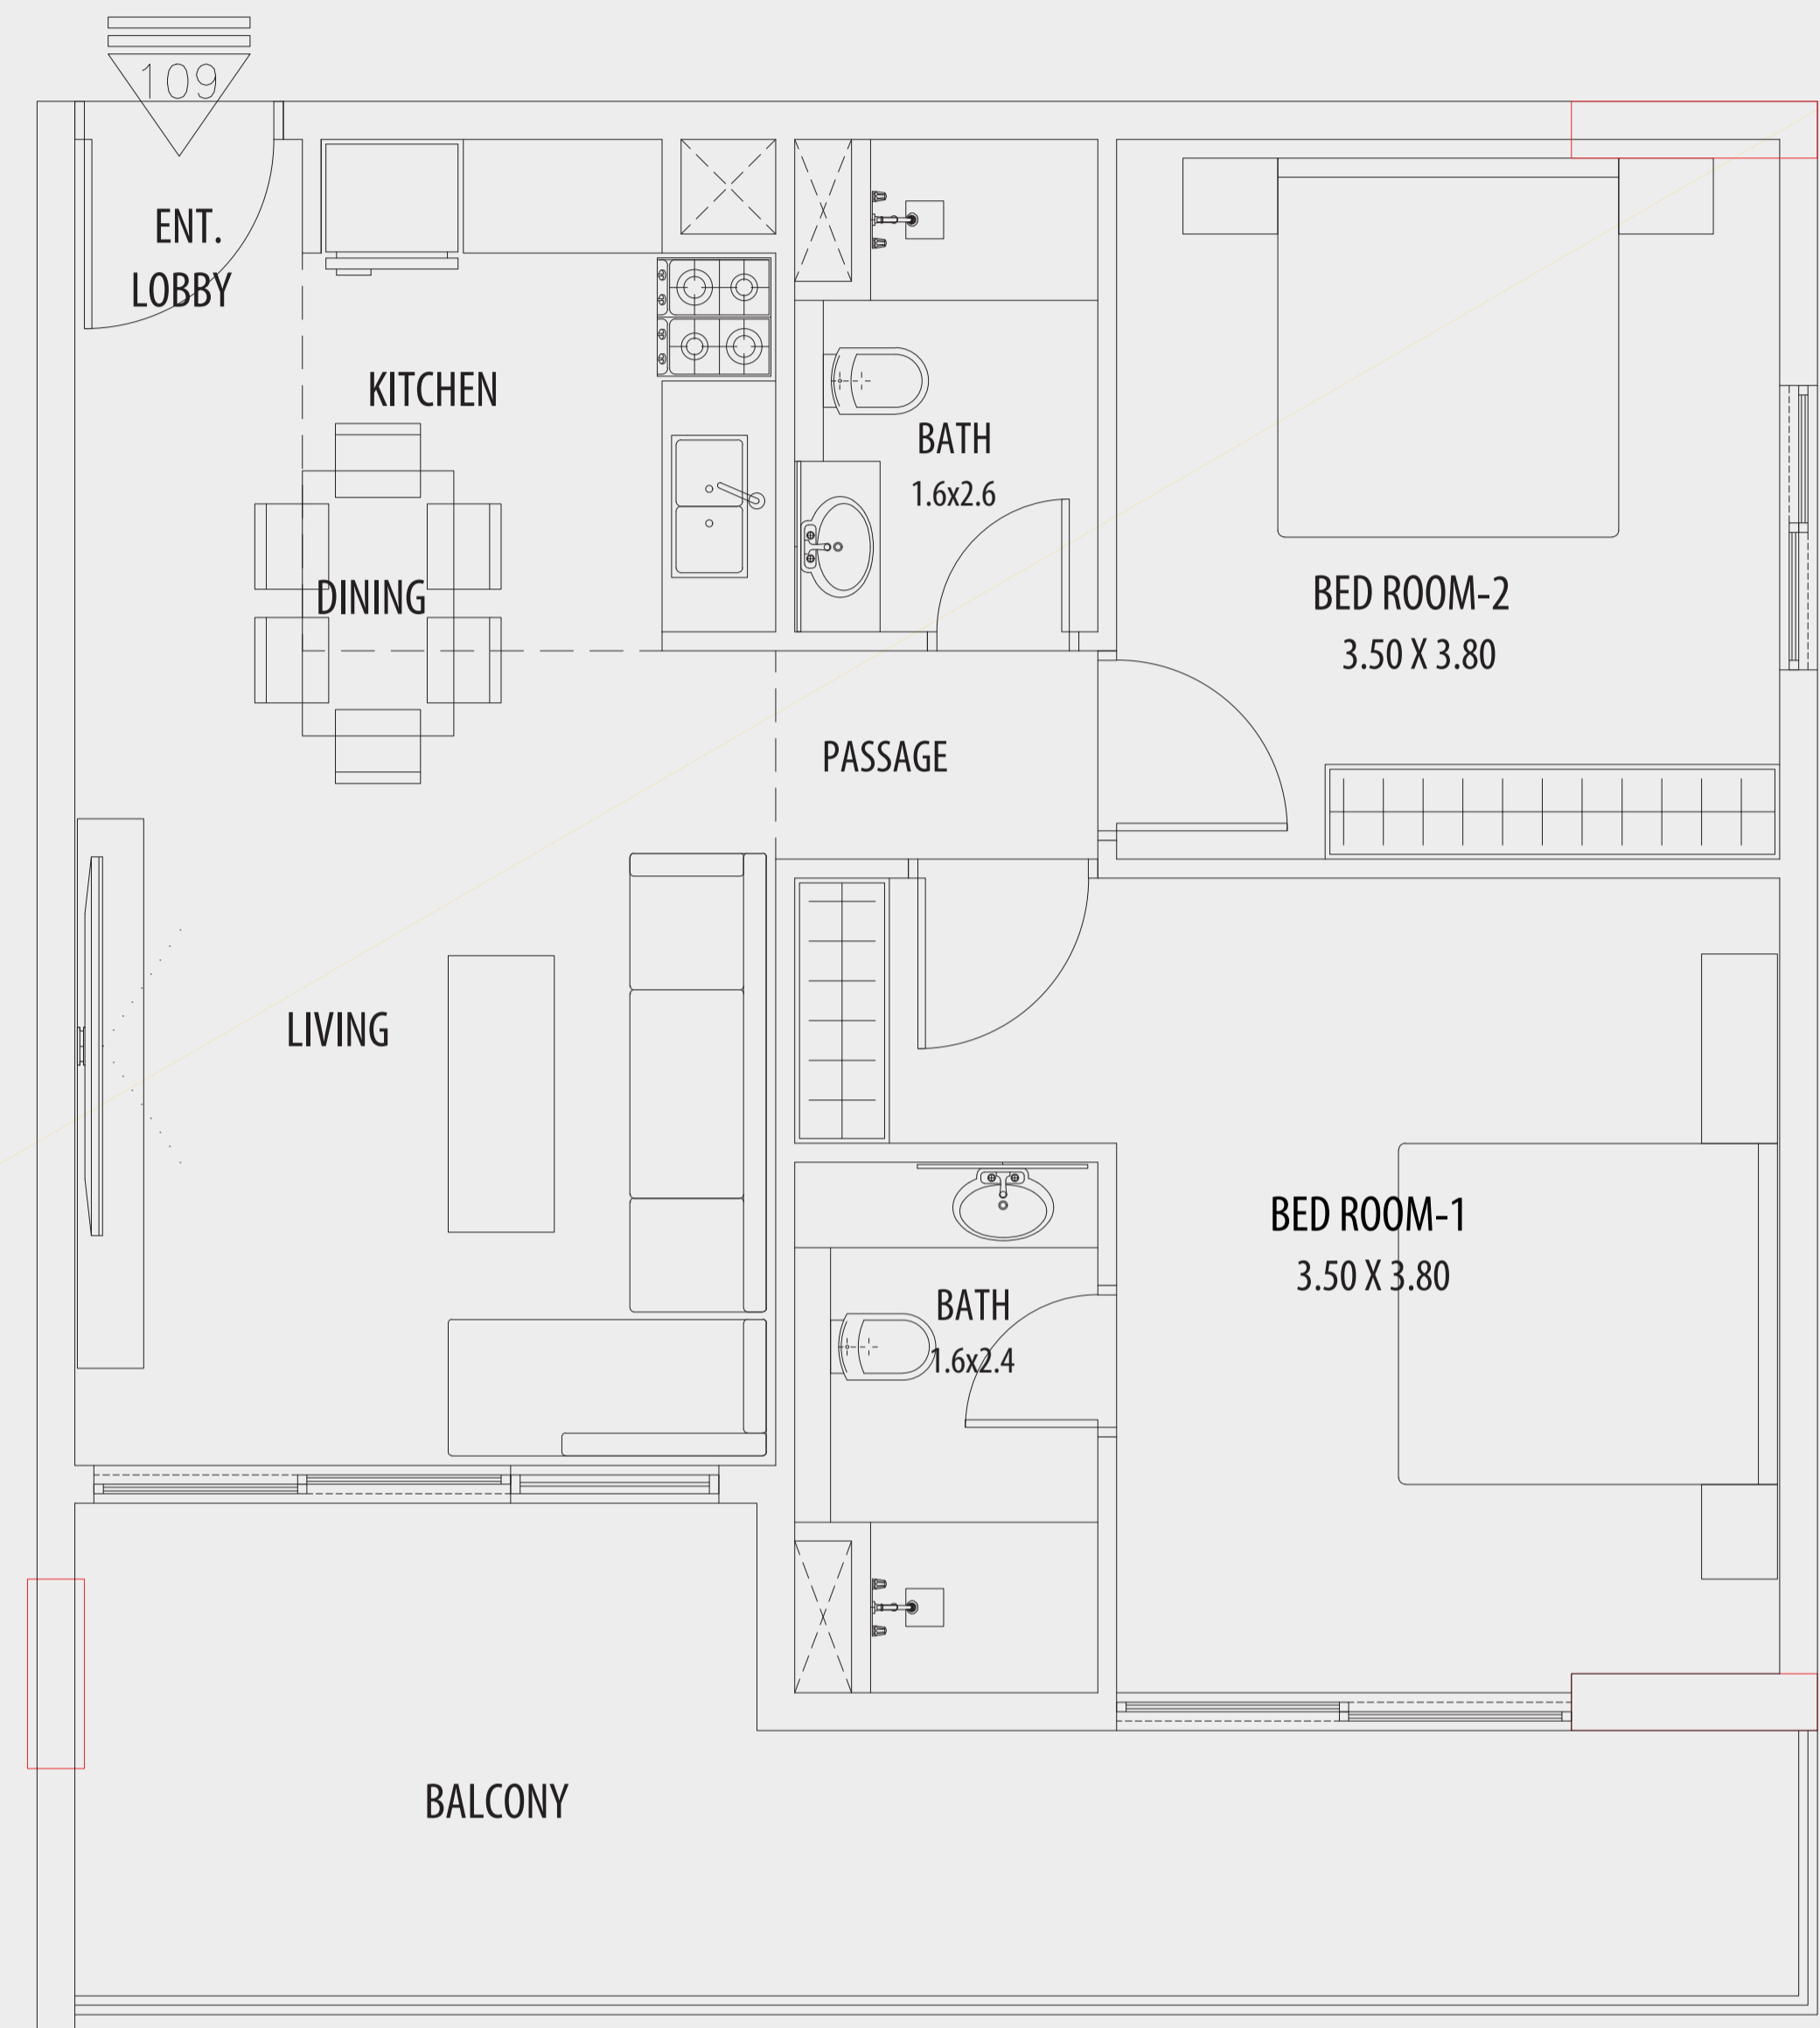 109
ENT.
LOBBY
KITCHEN
BATH
1.6x2.6
DINING
BED ROOM-2
3.50 X 3.80
PASSAGE
LIVING
BED ROOM-1
3.50 X 3.80
BATH
1.6x2.4
BALCONY